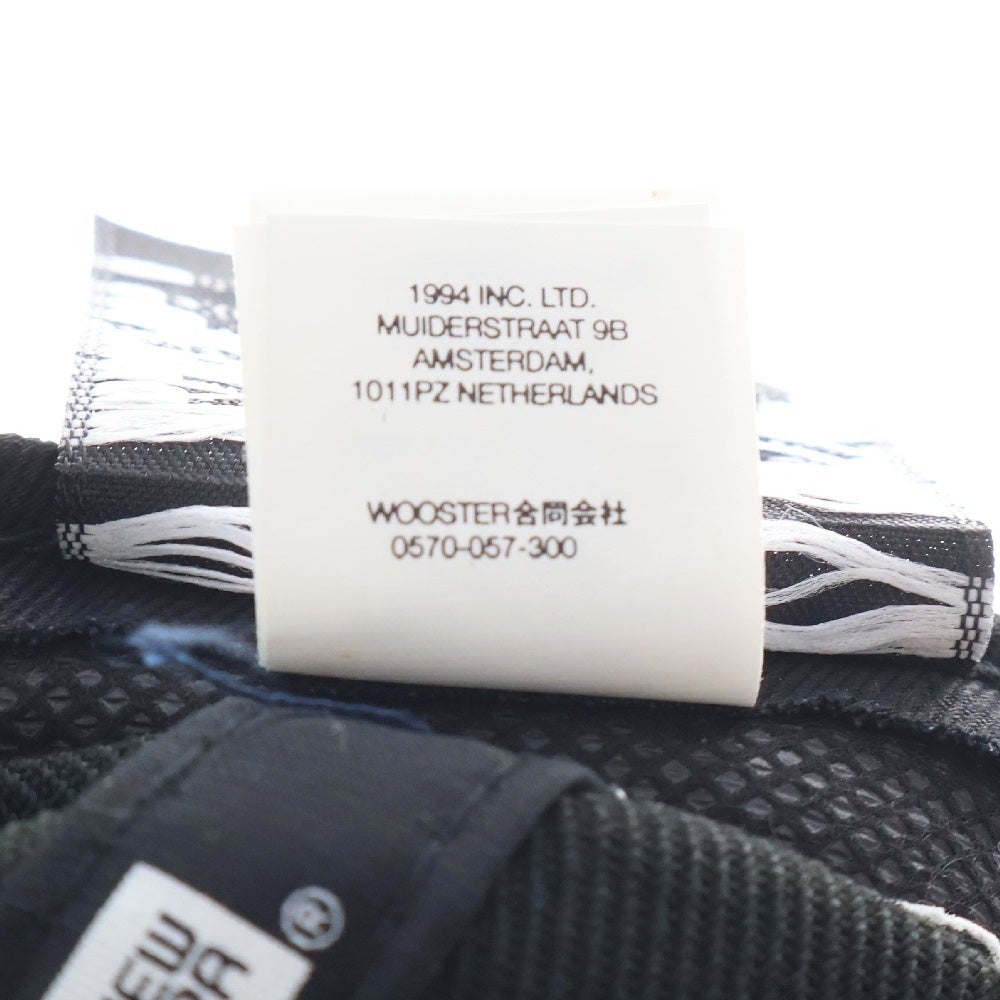 1994 INC. LTD.
MUIDERSTRAAT 9B
AMSTERDAM,
1011PZ NETHERLANDS
WOOSTER合同会社
0570-057-300
®